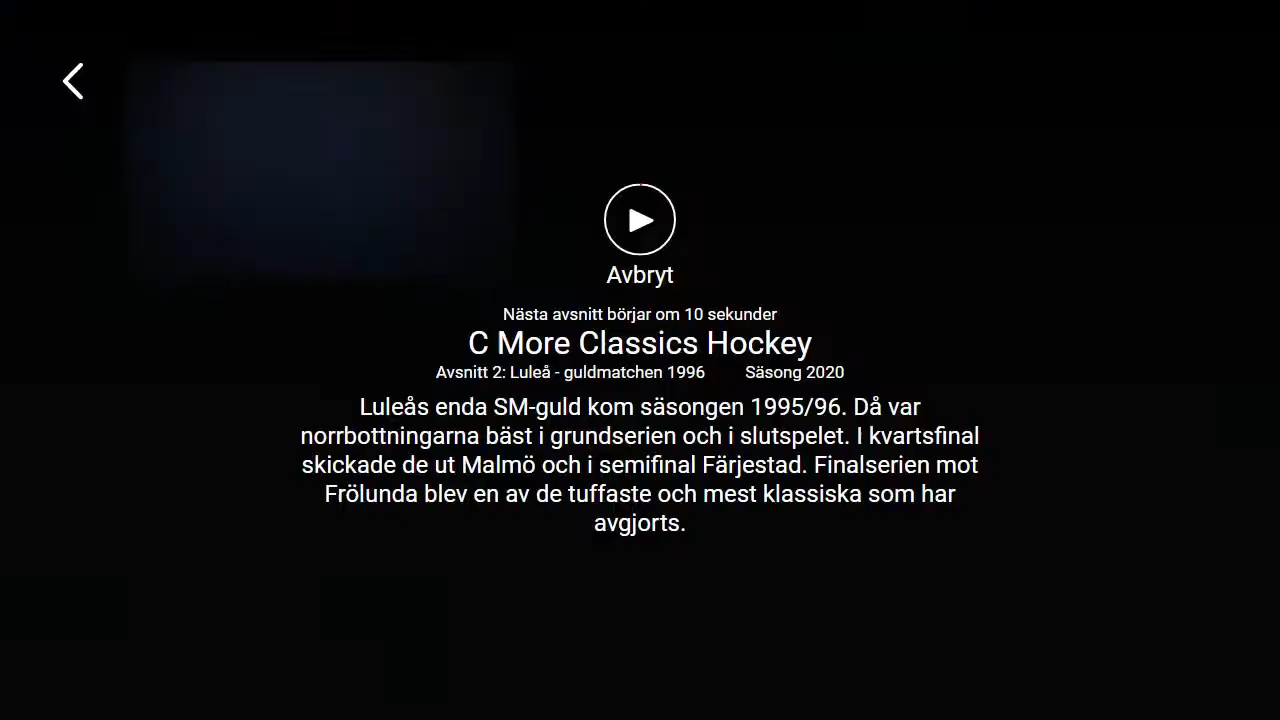 Avbryt
Nästa avsnitt börjar om 10 sekunder
C More Classics Hockey
Avsnitt 2: Luleå - guldmatchen 1996 Säsong 2020
Luleås enda SM-guld kom säsongen 1995/96. Då var
norrbottningarna bäst i grundserien och i slutspelet. I kvartsfinal
skickade de ut Malmö och i semifinal Färjestad. Finalserien mot
Frölunda blev en av de tuffaste och mest klassiska som har
avgjorts.